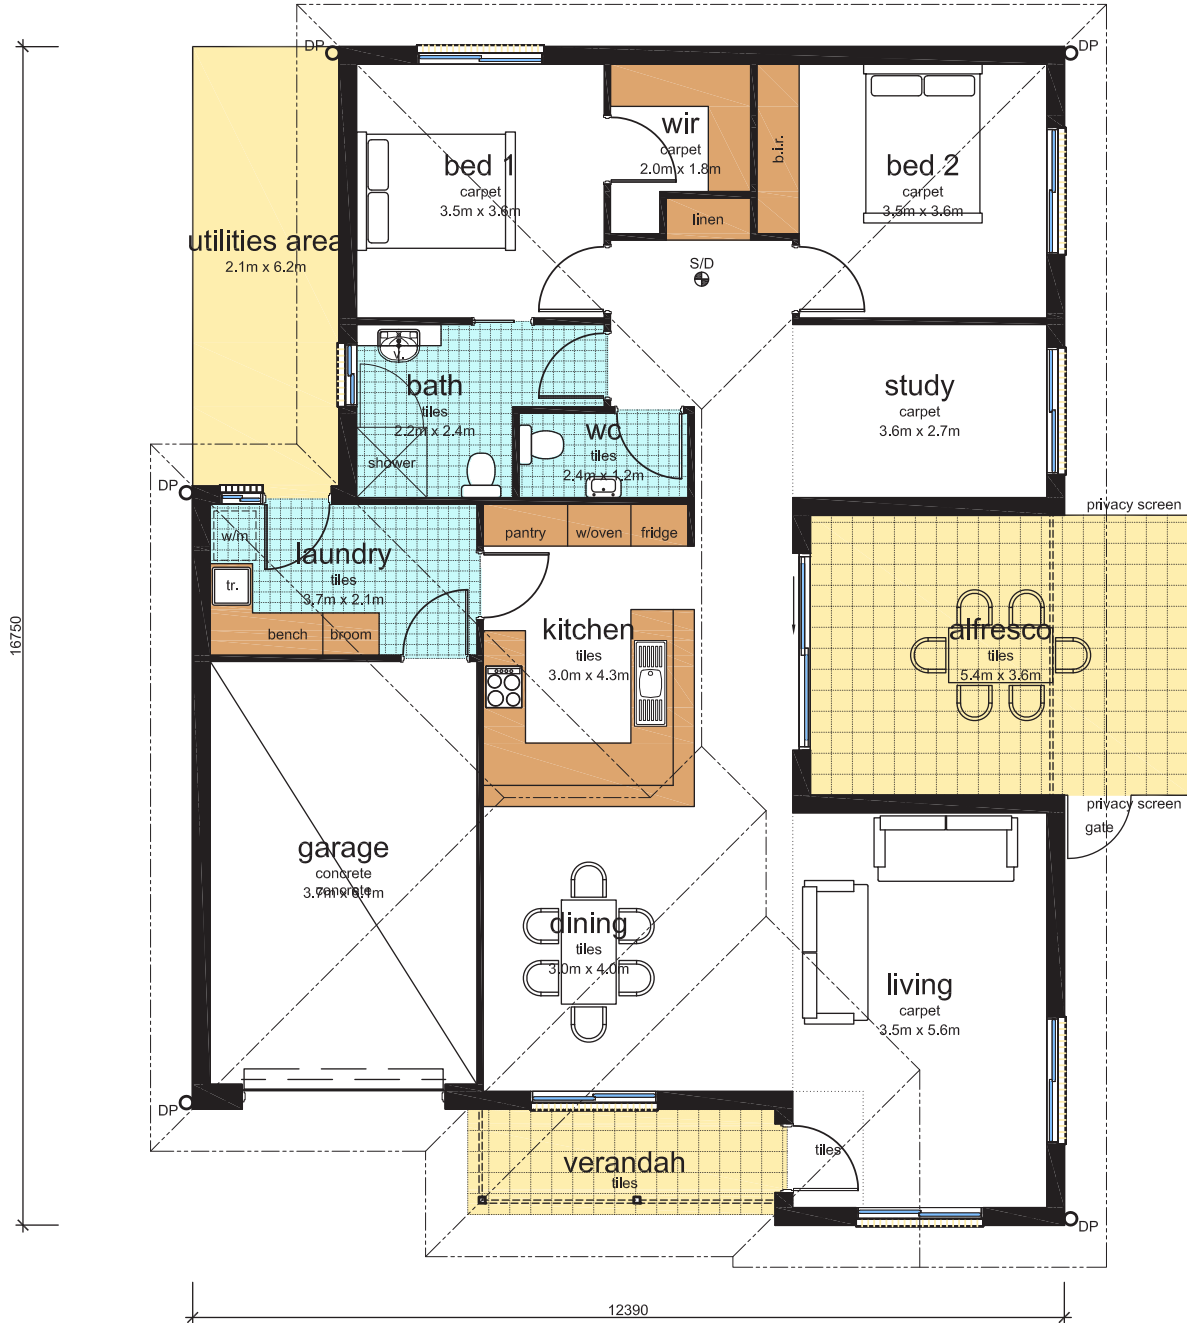 DP
DP
wir
carpet
2.0m x 1.8m
b.i.r.
bed 1
carpet
3.5m x 3.6m
bed 2
carpet
3.5m x 3.6m
linen
utilities area
2.1m x 6.2m
S/D
v.
bath
tiles
2.2m x 2.4m
study
carpet
3.6m x 2.7m
wc
tiles
2.4m x 1.2m
shower
DP
privacy screen
w/m
pantry
w/oven
fridge
laundry
tiles
3.7m x 2.1m
tr.
bench
broom
kitchen
tiles
3.0m x 4.3m
alfresco
tiles
5.4m x 3.6m
16750
privacy screen
gate
garage
concrete
concrete
3.7m x 6.1m
dining
tiles
3.0m x 4.0m
living
carpet
3.5m x 5.6m
DP
tiles
verandah
tiles
DP
12390